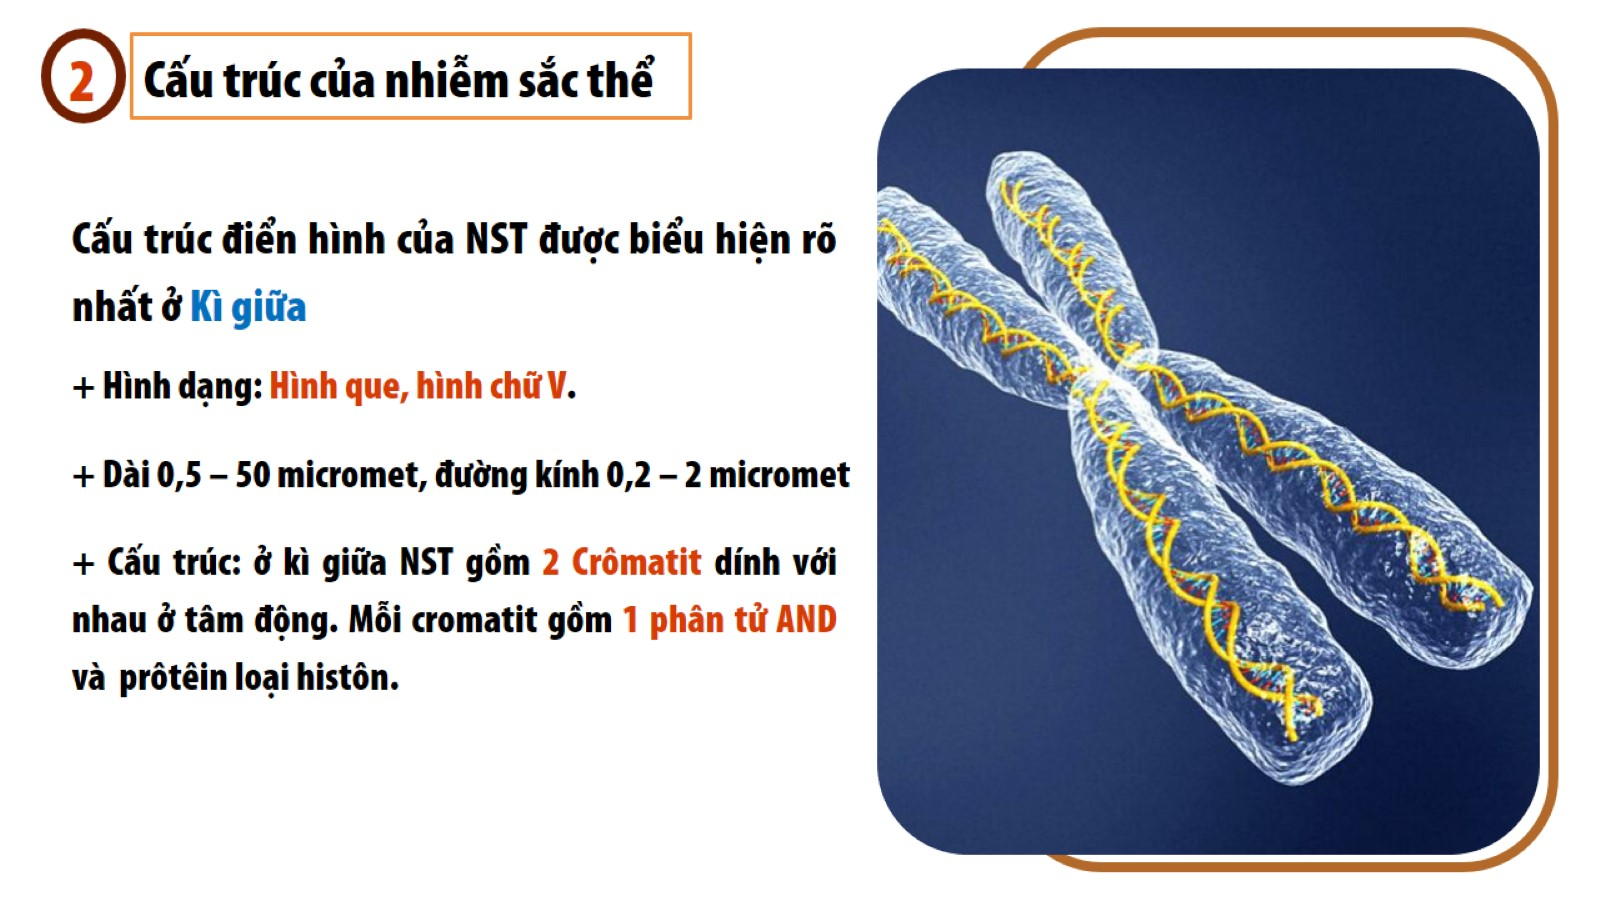 2
Cấu trúc của nhiễm sắc thể
Cấu trúc điển hình của NST được biểu hiện rõ
nhất ở Kì giữa
+ Hình dạng: Hình que, hình chữ V.
+ Dài 0,5 – 50 micromet, đường kính 0,2 – 2 micromet
+ Cấu trúc: ở kì giữa NST gồm 2 Crômatit dính với
nhau ở tâm động. Mỗi cromatit gồm 1 phân tử AND
và prôtêin loại histôn.